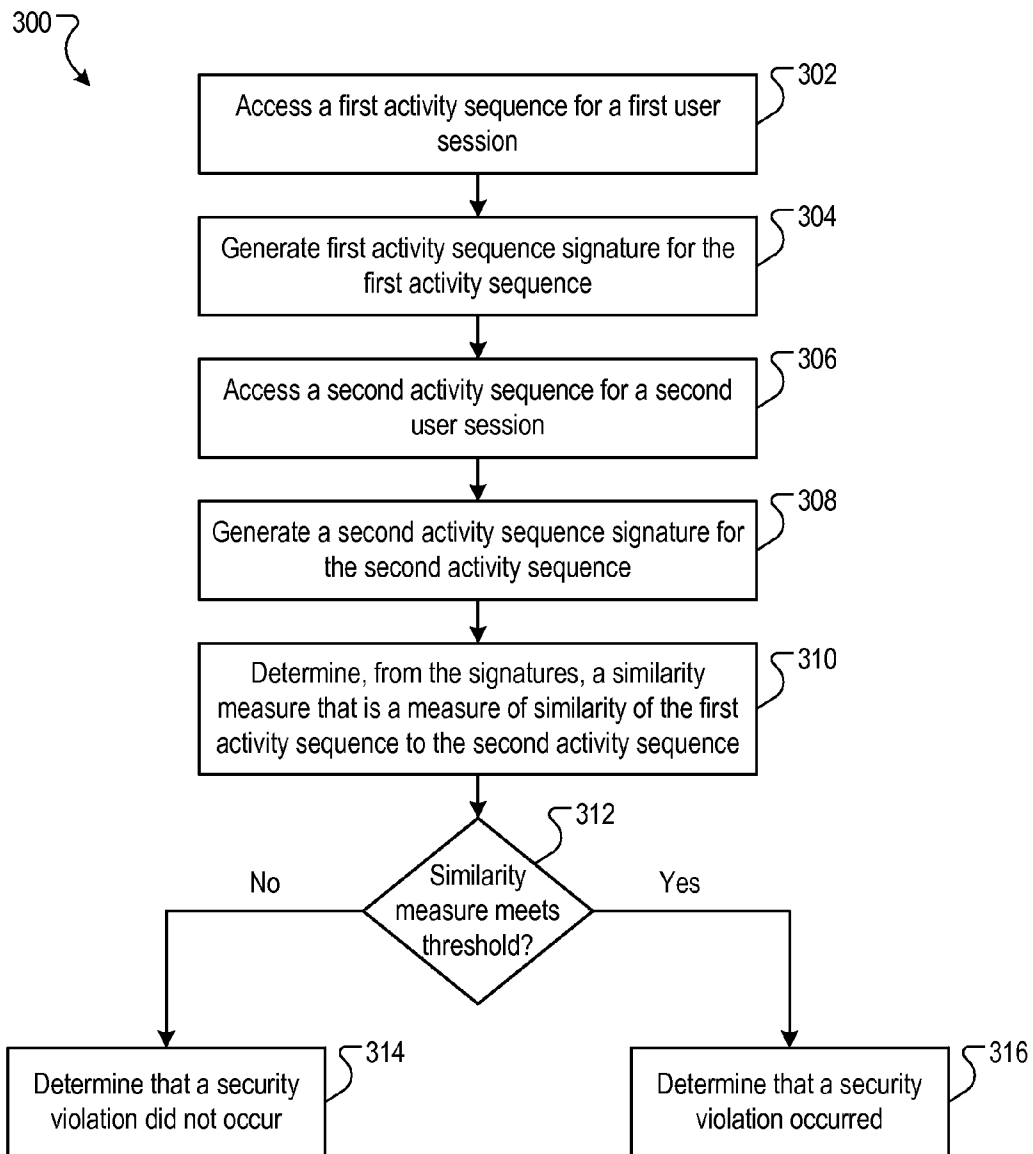 300
302
Access a first activity sequence for a first user
session
304
Generate first activity sequence signature for the
first activity sequence
306
Access a second activity sequence for a second
user session
308
Generate a second activity sequence signature for
the second activity sequence
310
Determine, from the signatures, a similarity
measure that is a measure of similarity of the first
activity sequence to the second activity sequence
312
Similarity
measure meets
threshold?
No
Yes
314
Determine that a security
violation did not occur
316
Determine that a security
violation occurred